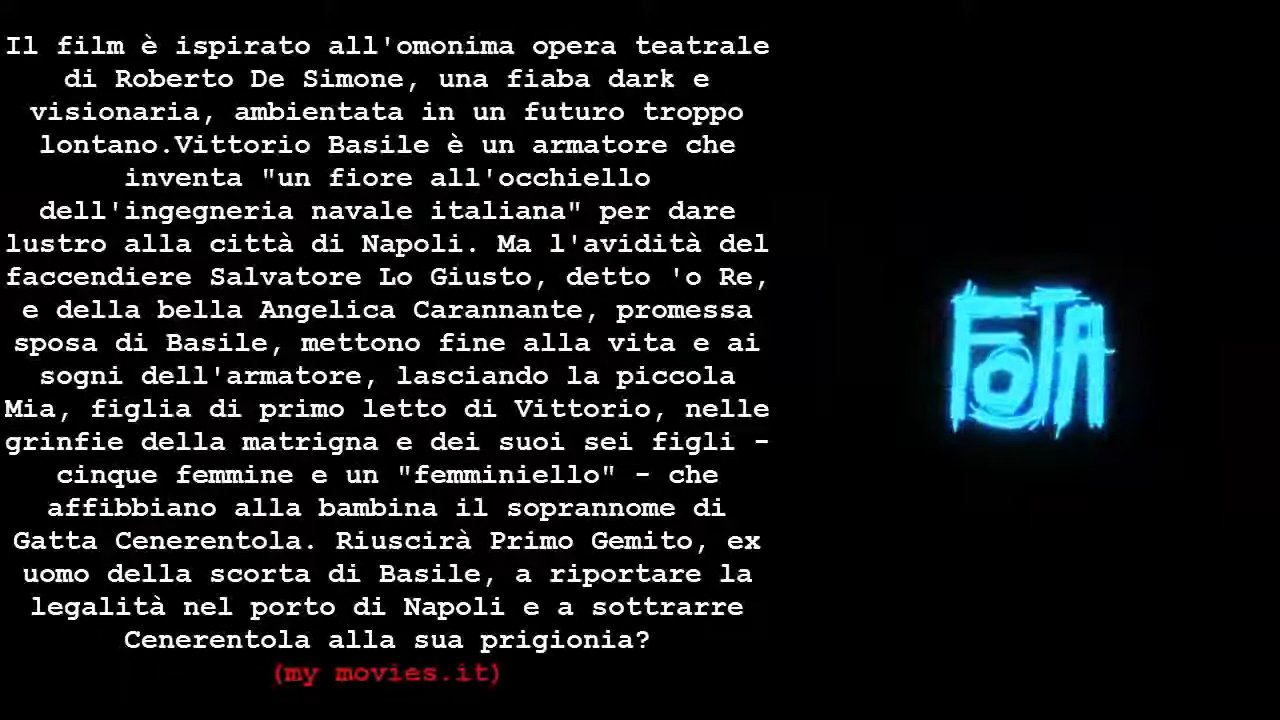 Il film è ispirato all'omonima opera teatrale
di Roberto De Simone, una fiaba dark e
visionaria, ambientata in un futuro troppo
lontano.Vittorio Basile è un armatore che
inventa "un fiore all'occhiello
dell'ingegneria navale italiana" per dare
lustro alla città di Napoli. Ma l'avidità del
faccendiere Salvatore Lo Giusto, detto 'o Re,
e della bella Angelica Carannante, promessa
sposa di Basile, mettono fine alla vita e ai
sogni dell'armatore, lasciando la piccola
Mia, figlia di primo letto di Vittorio, nelle
grinfie della matrigna e dei suoi sei figli -
cinque femmine e un "femminiello" - che
affibbiano alla bambina il soprannome di
Gatta Cenerentola. Riuscirà Primo Gemito, ex
uomo della scorta di Basile, a riportare la
legalità nel porto di Napoli e a sottrarre
Cenerentola alla sua prigionia?
(my movies.it)
FOJA